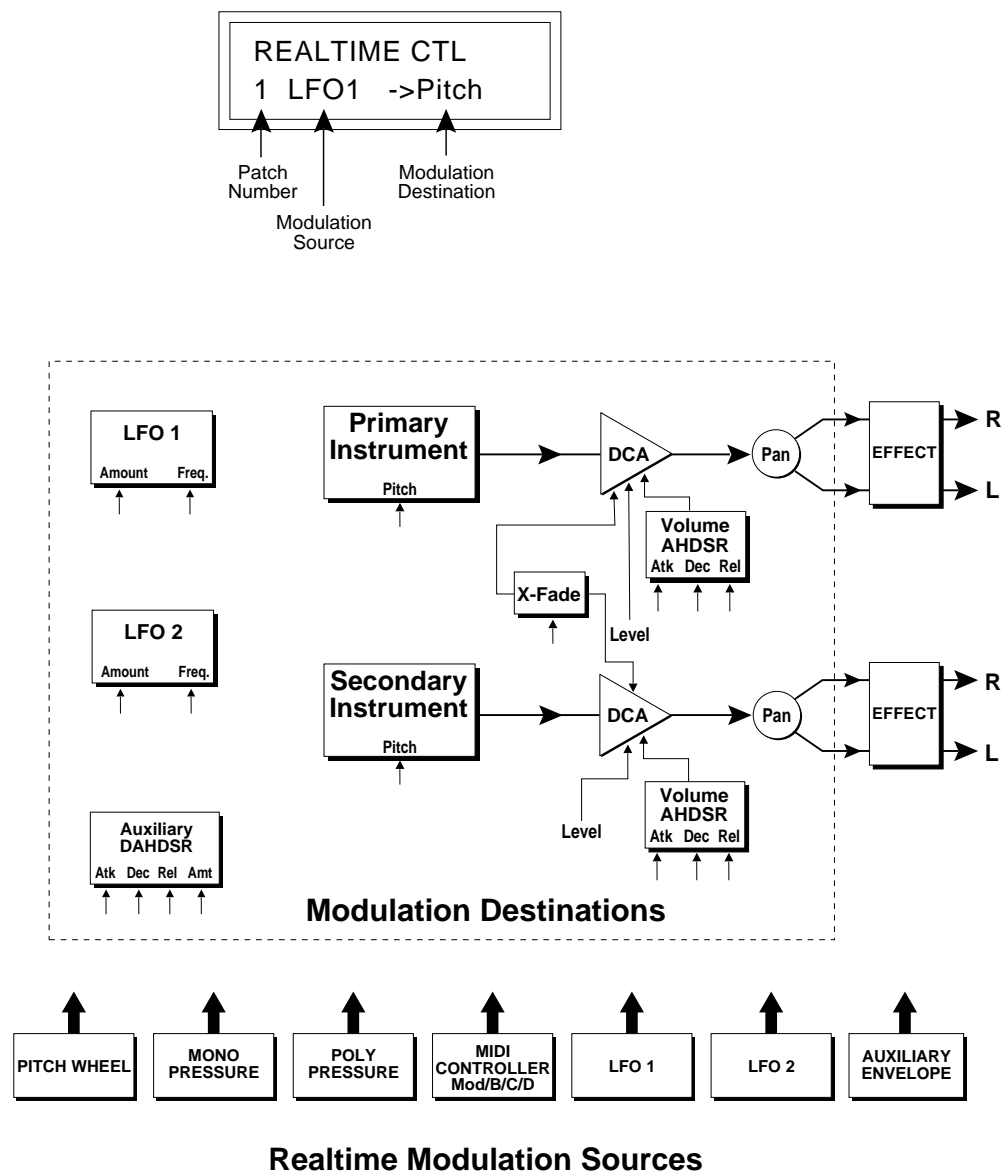 REALTIME CTL
1 LFO1 ->Pitch
Patch
Number
Modulation
Source
Modulation
Destination
LFO 1
Amount Freq.
Primary
Instrument
Pitch
DCA
Pan
EFFECT
R
L
Volume
AHDSR
Atk Dec Rel
X-Fade
Level
LFO 2
Amount Freq.
Secondary
Instrument
Pitch
DCA
Pan
EFFECT
R
L
Level
Volume
AHDSR
Atk Dec Rel
Auxiliary
DAHDSR
Atk Dec Rel Amt
Modulation Destinations
PITCH WHEEL
MONO
PRESSURE
POLY
PRESSURE
MIDI
CONTROLLER
Mod/B/C/D
LFO 1
LFO 2
AUXILIARY
ENVELOPE
Realtime Modulation Sources